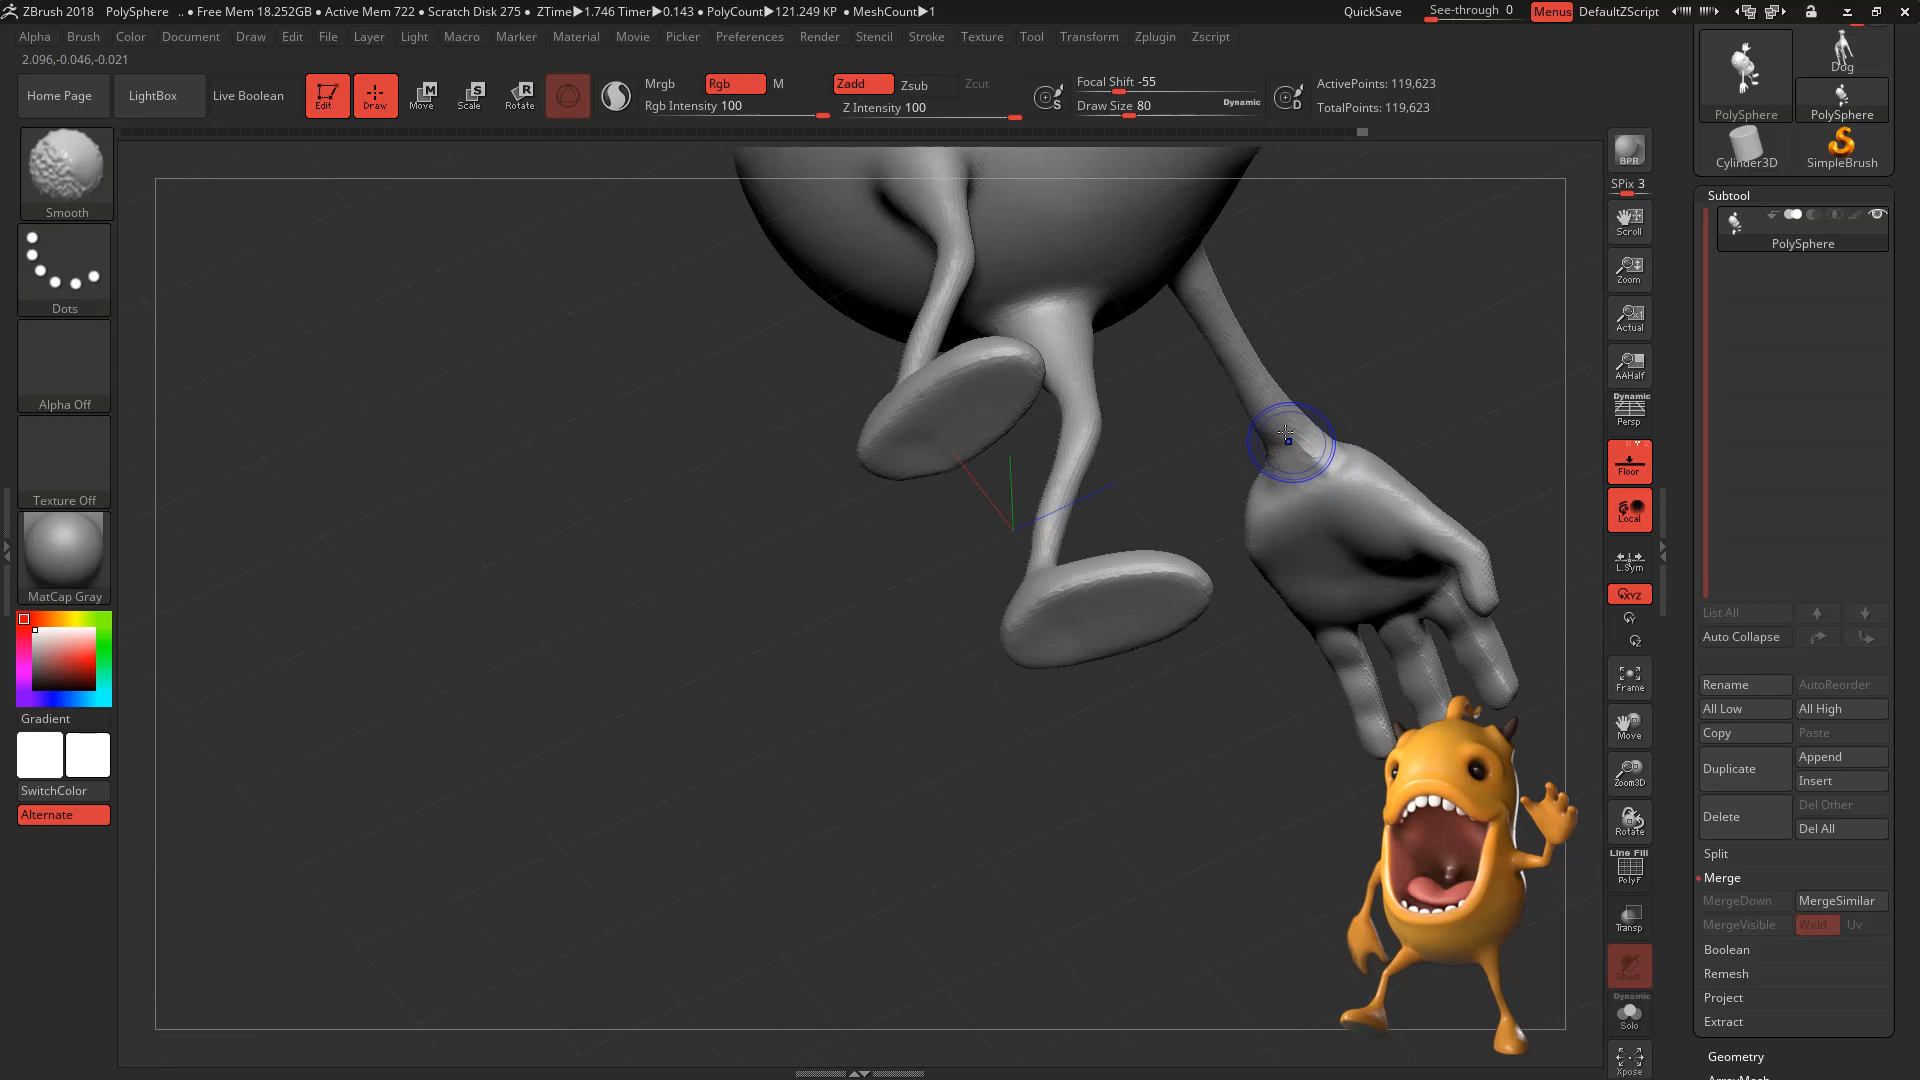 ZBrush 2018 PolySphere .. • Free Mem 18.252GB • Active Mem 722 • Scratch Disk 275 • ZTime▶1.746 Timer▶0.143 • PolyCount▶121.249 KP • MeshCount▶1 QuickSave See-through 0 Menus DefaultZScript
Alpha Brush Color Document Draw Edit File Layer Light Macro Marker Material Movie Picker Preferences Render Stencil Stroke Texture Tool Transform Zplugin Zscript
2.096,-0.046,-0.021
Home Page LightBox Live Boolean Edit Draw Move Scale Rotate
Mrgb Rgb M Zadd Zsub Zcut Focal Shift -55 ActivePoints: 119,623
Rgb Intensity 100 Z Intensity 100 S Draw Size 80 Dynamic D TotalPoints: 119,623
Smooth
Dots
Alpha Off
Texture Off
MatCap Gray
Gradient
SwitchColor
Alternate
BPR
SPix 3
Scroll
Zoom
Actual
AAHalf
Dynamic
Persp
Floor
Local
L.Sym
XYZ
Frame
Move
Zoom3D
Rotate
Line Fill
PolyF
Transp
Ghost
Dynamic
Solo
Xpose
Dog
PolySphere PolySphere
Cylinder3D SimpleBrush
Subtool
PolySphere
List All
Auto Collapse
Rename AutoReorder
All Low All High
Copy Paste
Duplicate Append
Insert
Delete Del Other
Del All
Split
Merge
MergeDown MergeSimilar
MergeVisible Weld Uv
Boolean
Remesh
Project
Extract
Geometry